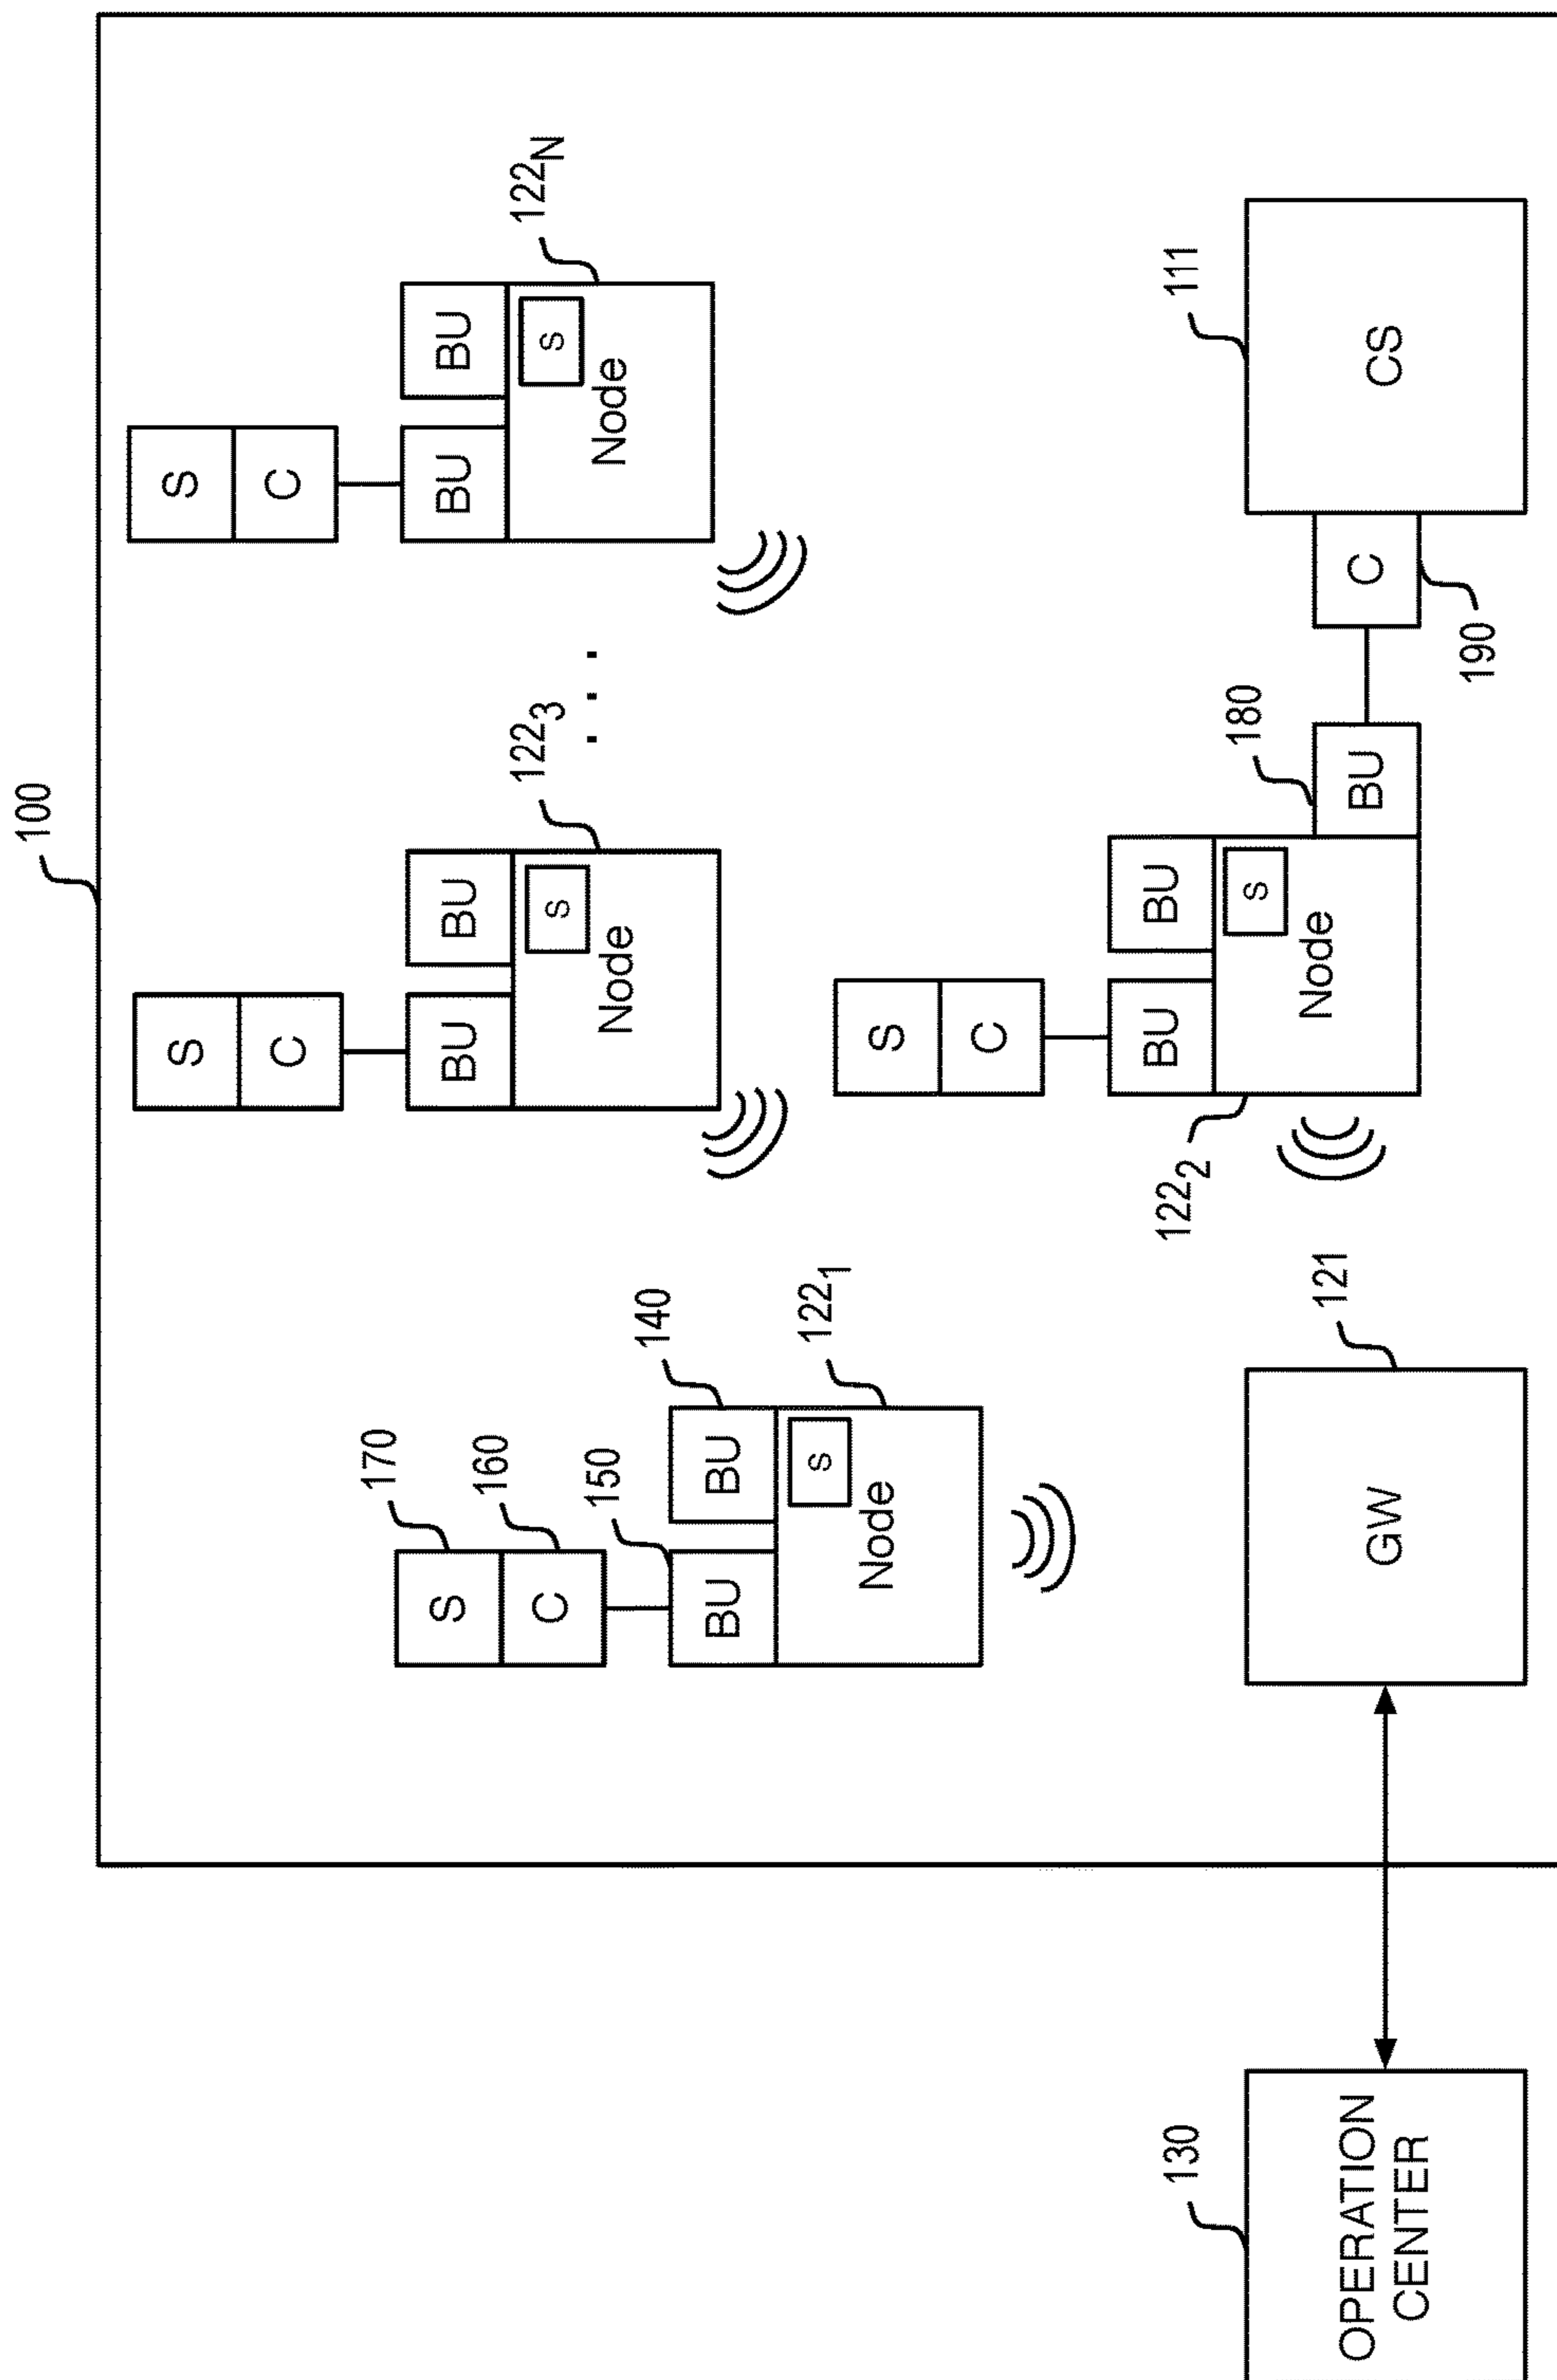 100
S
170
C
160
150
BU
BU
140
s
Node
122₁
S
C
BU
BU
122₃
s
Node
. . .
S
C
BU
BU
122ₙ
s
Node
S
C
BU
BU
122₂
s
Node
180
BU
C
190
111
CS
130
OPERATION
CENTER
121
GW